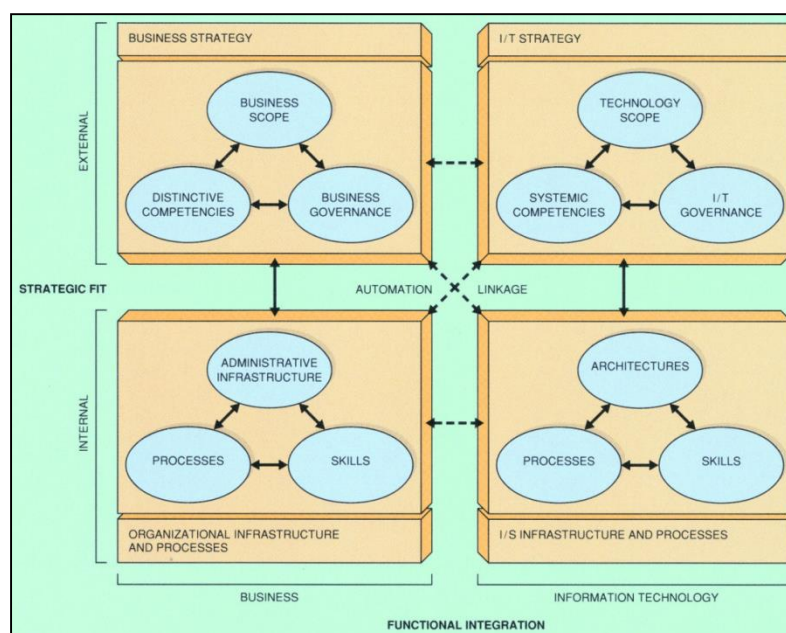 BUSINESS STRATEGY
I/T STRATEGY
EXTERNAL
BUSINESS
SCOPE
DISTINCTIVE
COMPETENCIES
BUSINESS
GOVERNANCE
TECHNOLOGY
SCOPE
SYSTEMIC
COMPETENCIES
I/T
GOVERNANCE
STRATEGIC FIT
AUTOMATION
LINKAGE
INTERNAL
ADMINISTRATIVE
INFRASTRUCTURE
PROCESSES
SKILLS
ARCHITECTURES
PROCESSES
SKILLS
ORGANIZATIONAL INFRASTRUCTURE
AND PROCESSES
I/S INFRASTRUCTURE AND PROCESSES
BUSINESS
INFORMATION TECHNOLOGY
FUNCTIONAL INTEGRATION